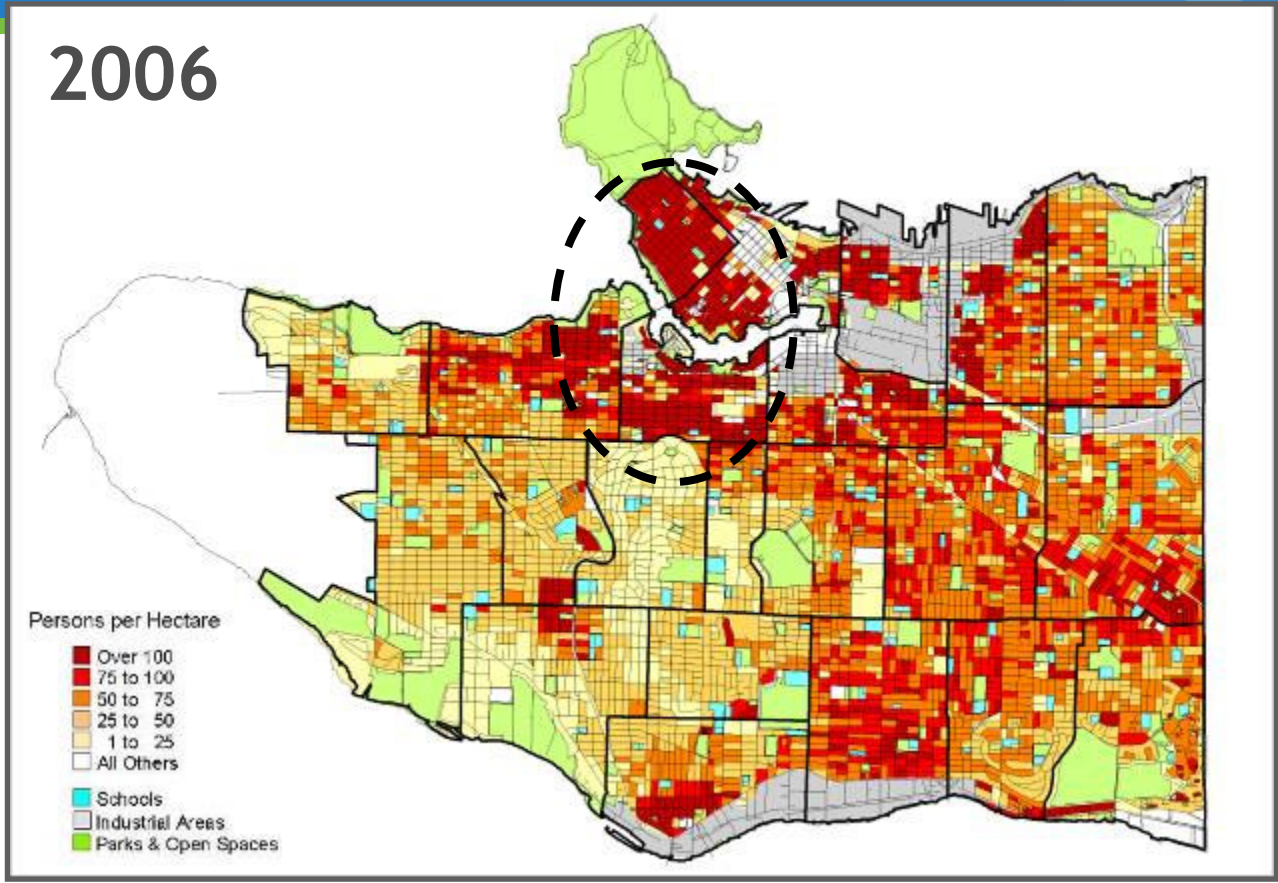 2006
Persons per Hectare
Over 100
75 to 100
50 to 75
25 to 50
1 to 25
All Others
Schools
Industrial Areas
Parks & Open Spaces